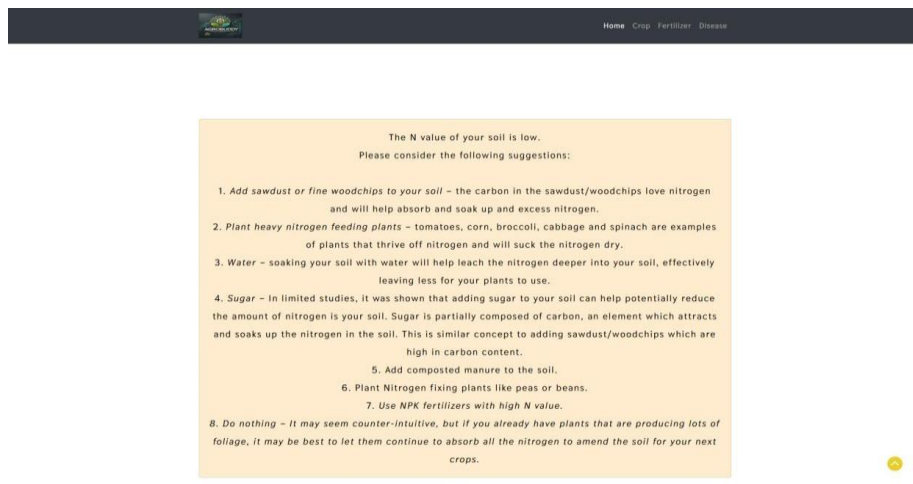 Home Crop Fertilizer Disease
The N value of your soil is low.
Please consider the following suggestions:
1. Add sawdust or fine woodchips to your soil – the carbon in the sawdust/woodchips love nitrogen
and will help absorb and soak up and excess nitrogen.
2. Plant heavy nitrogen feeding plants – tomatoes, corn, broccoli, cabbage and spinach are examples
of plants that thrive off nitrogen and will suck the nitrogen dry.
3. Water – soaking your soil with water will help leach the nitrogen deeper into your soil, effectively
leaving less for your plants to use.
4. Sugar – In limited studies, it was shown that adding sugar to your soil can help potentially reduce
the amount of nitrogen is your soil. Sugar is partially composed of carbon, an element which attracts
and soaks up the nitrogen in the soil. This is similar concept to adding sawdust/woodchips which are
high in carbon content.
5. Add composted manure to the soil.
6. Plant Nitrogen fixing plants like peas or beans.
7. Use NPK fertilizers with high N value.
8. Do nothing – It may seem counter-intuitive, but if you already have plants that are producing lots of
foliage, it may be best to let them continue to absorb all the nitrogen to amend the soil for your next
crops.